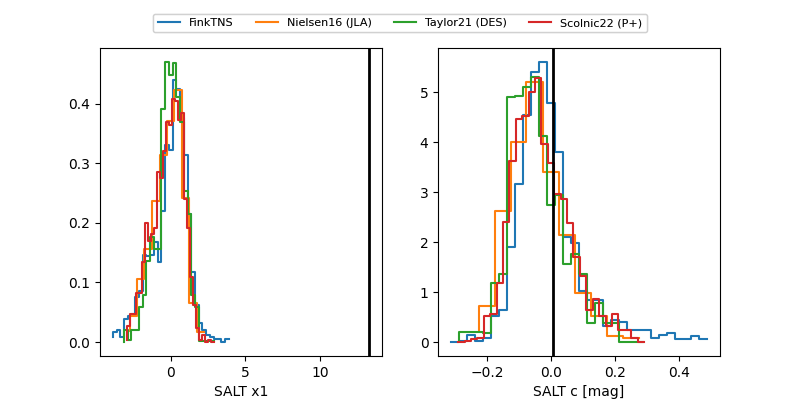 FinkTNS Nielsen16 (JLA) Taylor21 (DES) Scolnic22 (P+)
0.4
0.3
0.2
0.1
0.0
0 5 10
SALT x1
5
4
3
2
1
0
−0.2 0.0 0.2 0.4
SALT c [mag]